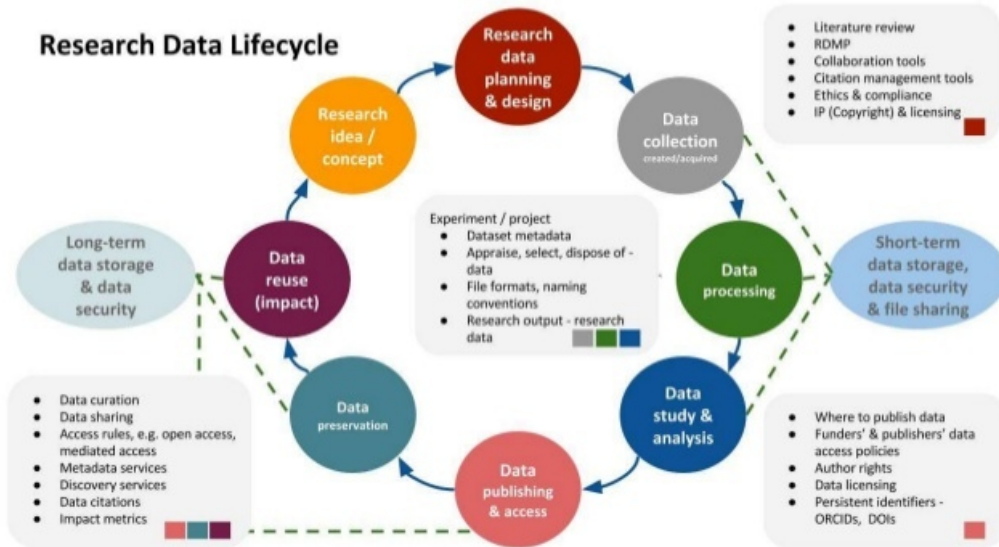 Research Data Lifecycle
Research
data
planning
& design
Literature review
RDMP
Collaboration tools
Citation management tools
Ethics & compliance
IP (Copyright) & licensing
Research
idea /
concept
Data
collection
created/acquired
Experiment / project
Dataset metadata
Appraise, select, dispose of -
data
File formats, naming
conventions
Research output - research
data
Long-term
data storage
& data
security
Data
reuse
(impact)
Data
processing
Short-term
data storage,
data security
& file sharing
Data
preservation
Data
study &
analysis
Data
publishing
& access
Data curation
Data sharing
Access rules, e.g. open access,
mediated access
Metadata services
Discovery services
Data citations
Impact metrics
Where to publish data
Funders' & publishers' data
access policies
Author rights
Data licensing
Persistent identifiers -
ORCIDs, DOIs